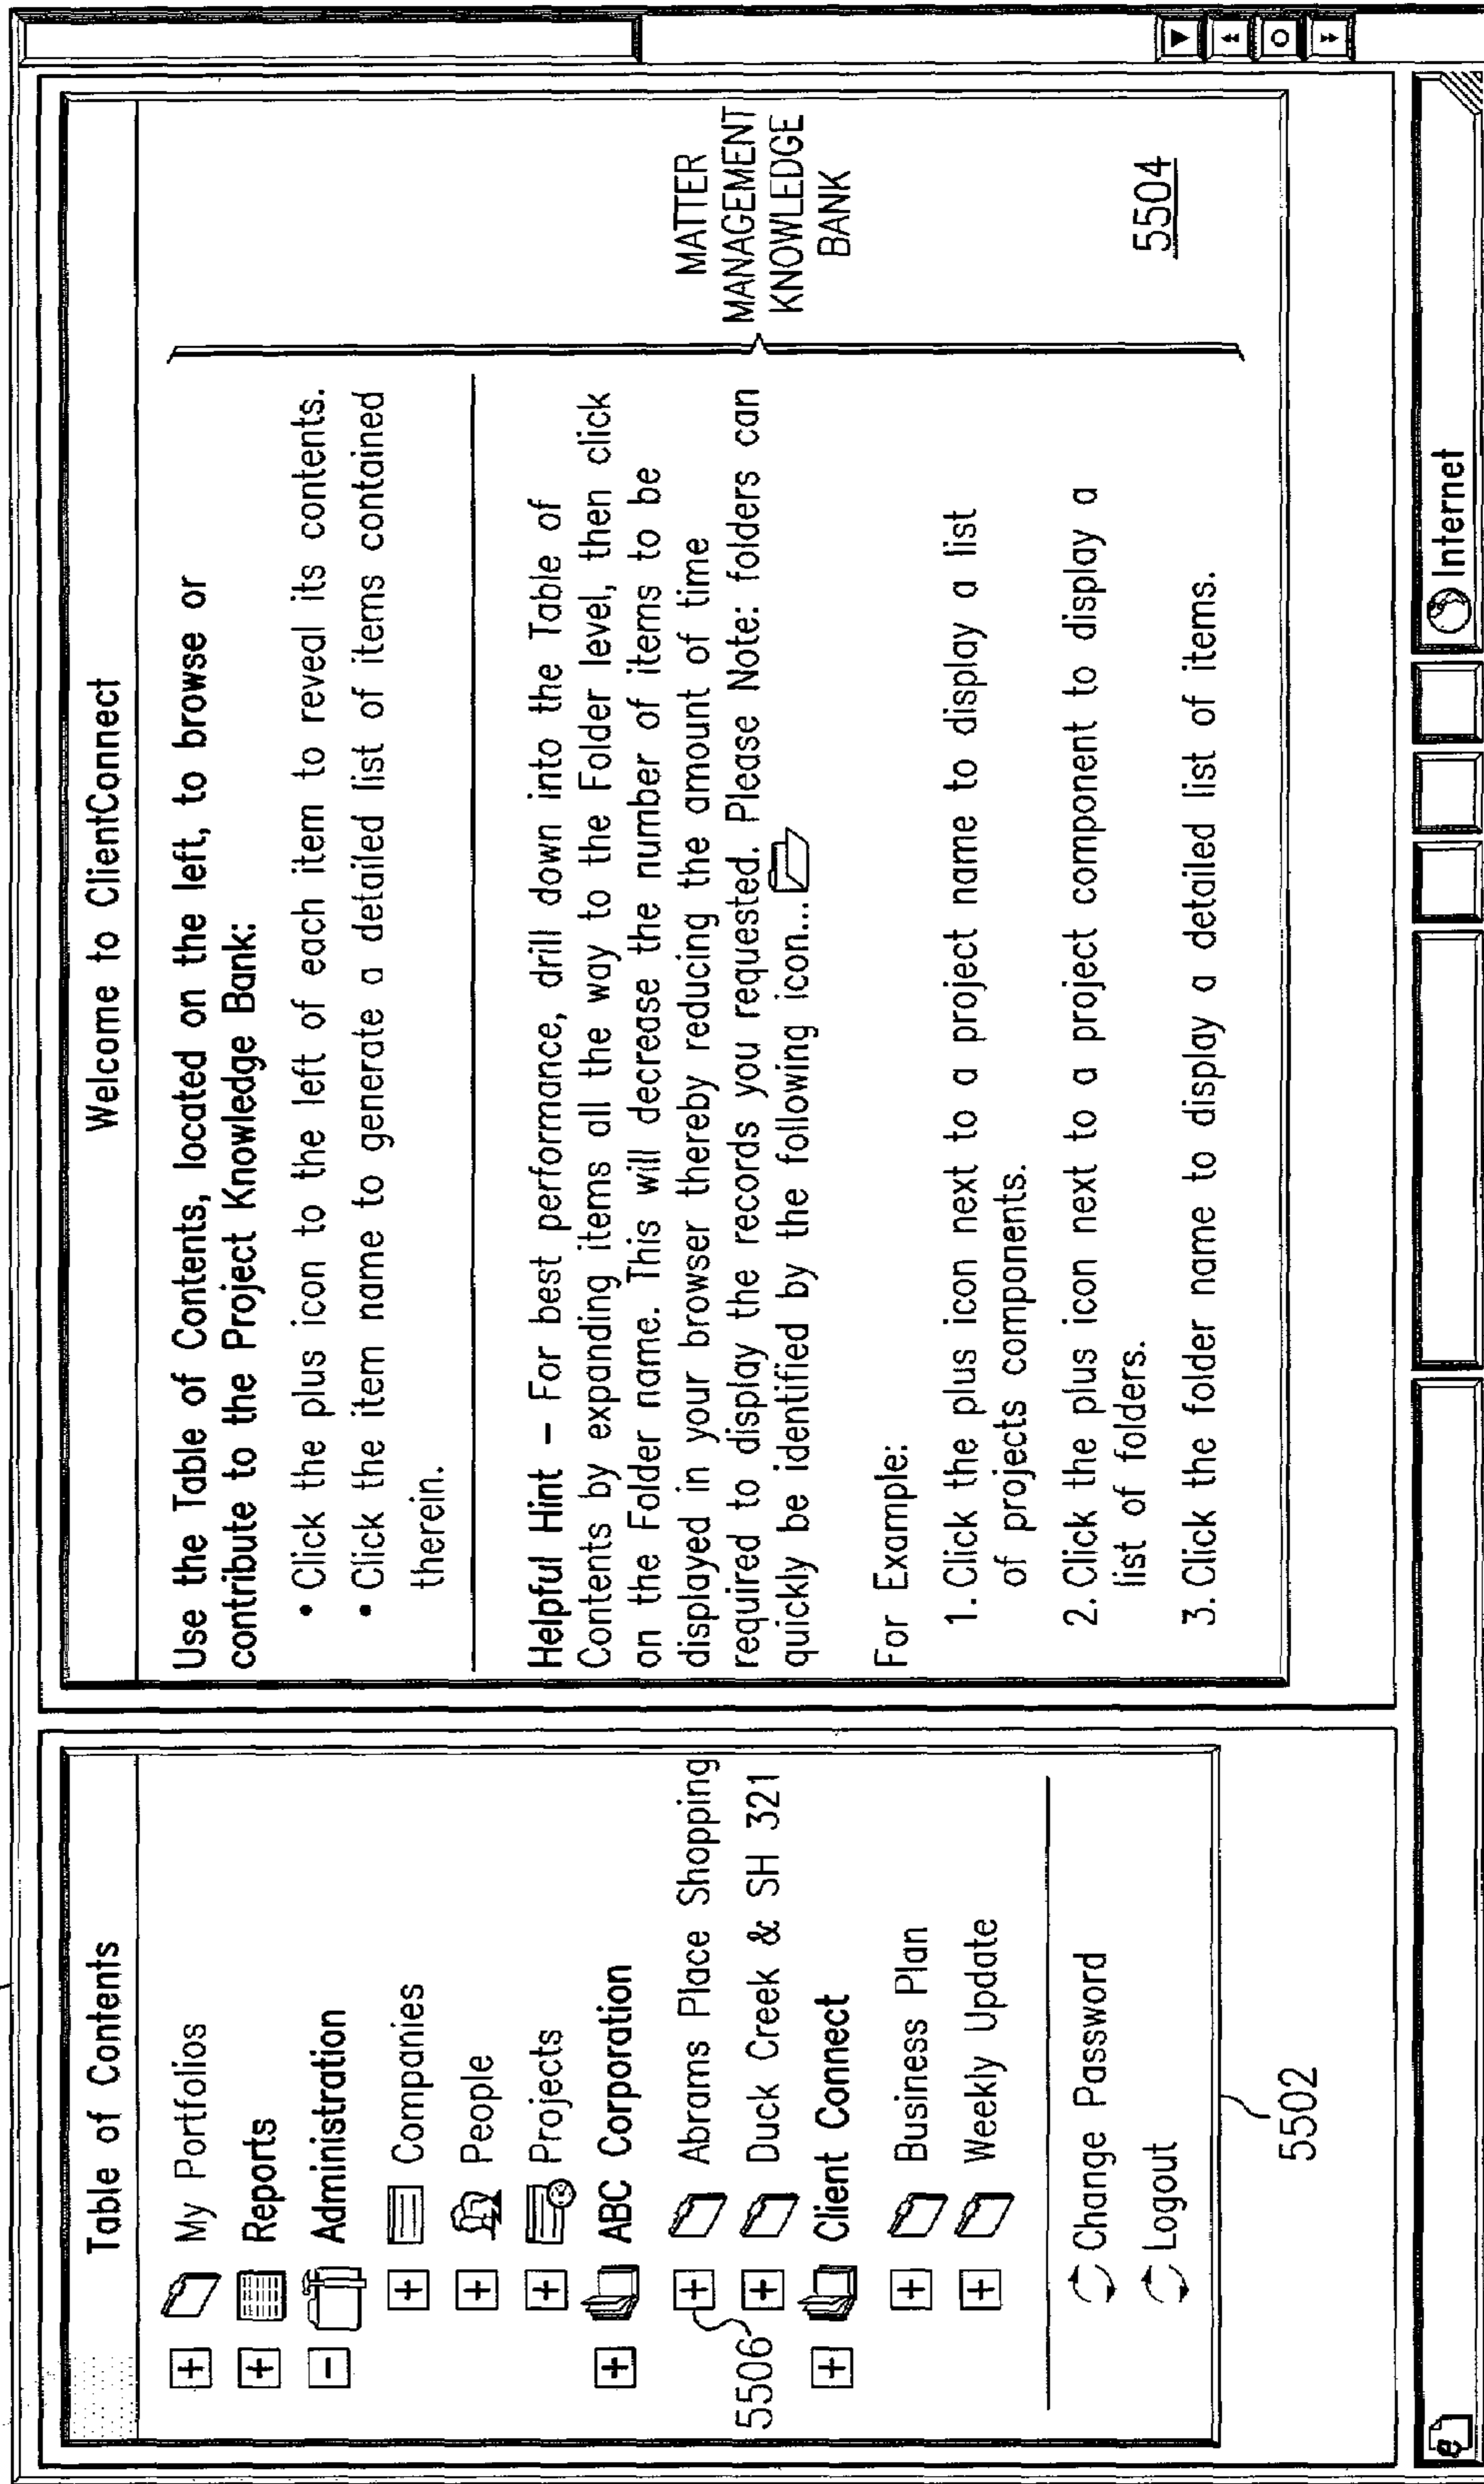 Table of Contents
+ My Portfolios
+ Reports
- Administration
+ Companies
+ People
+ Projects
+ ABC Corporation
+ Abrams Place Shopping
+ Duck Creek & SH 321
5506
+ Client Connect
+ Business Plan
+ Weekly Update
Change Password
Logout
5502
Welcome to ClientConnect
Use the Table of Contents, located on the left, to browse or
contribute to the Project Knowledge Bank:
• Click the plus icon to the left of each item to reveal its contents.
• Click the item name to generate a detailed list of items contained
therein.
Helpful Hint – For best performance, drill down into the Table of
Contents by expanding items all the way to the Folder level, then click
on the Folder name. This will decrease the number of items to be
displayed in your browser thereby reducing the amount of time
required to display the records you requested. Please Note: folders can
quickly be identified by the following icon...
For Example:
1. Click the plus icon next to a project name to display a list
of projects components.
2. Click the plus icon next to a project component to display a
list of folders.
3. Click the folder name to display a detailed list of items.
MATTER
MANAGEMENT
KNOWLEDGE
BANK
5504
e
Internet